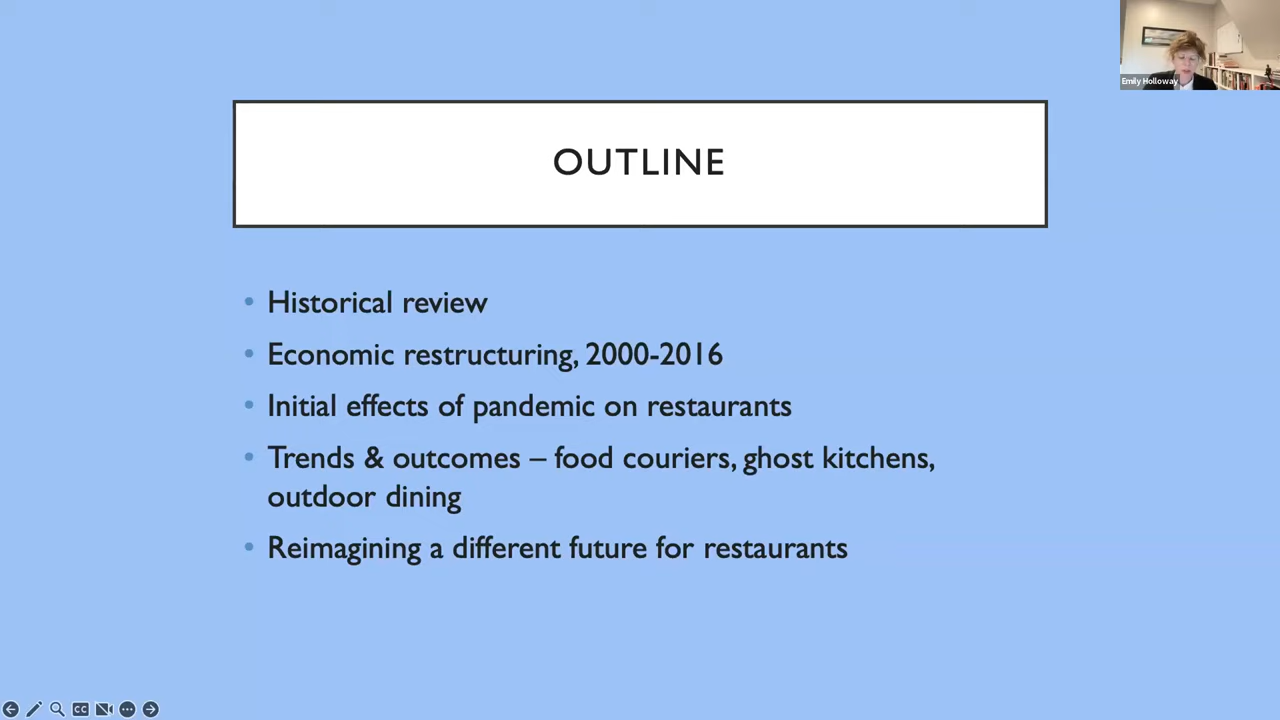 Emily Holloway
OUTLINE
• Historical review
• Economic restructuring, 2000-2016
• Initial effects of pandemic on restaurants
• Trends & outcomes – food couriers, ghost kitchens,
outdoor dining
• Reimagining a different future for restaurants
CC